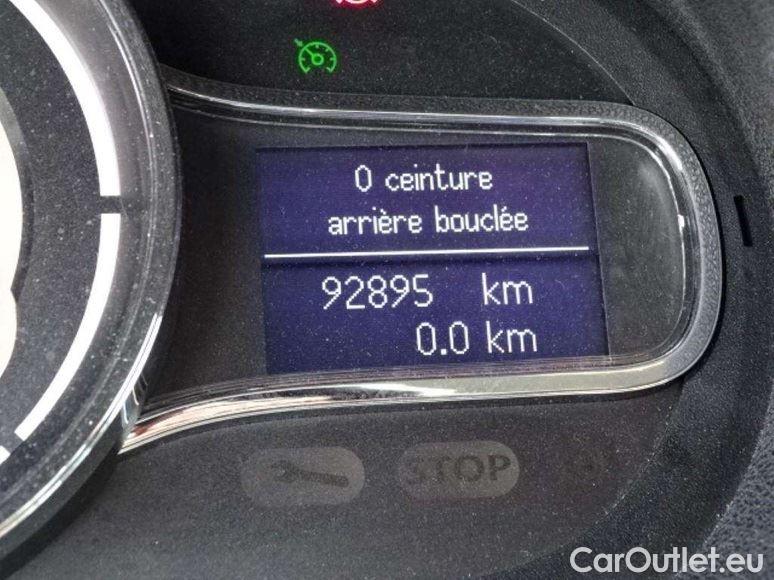 0 ceinture
arrière bouclée
92895 km
0.0 km
STOP
CarOutlet.eu